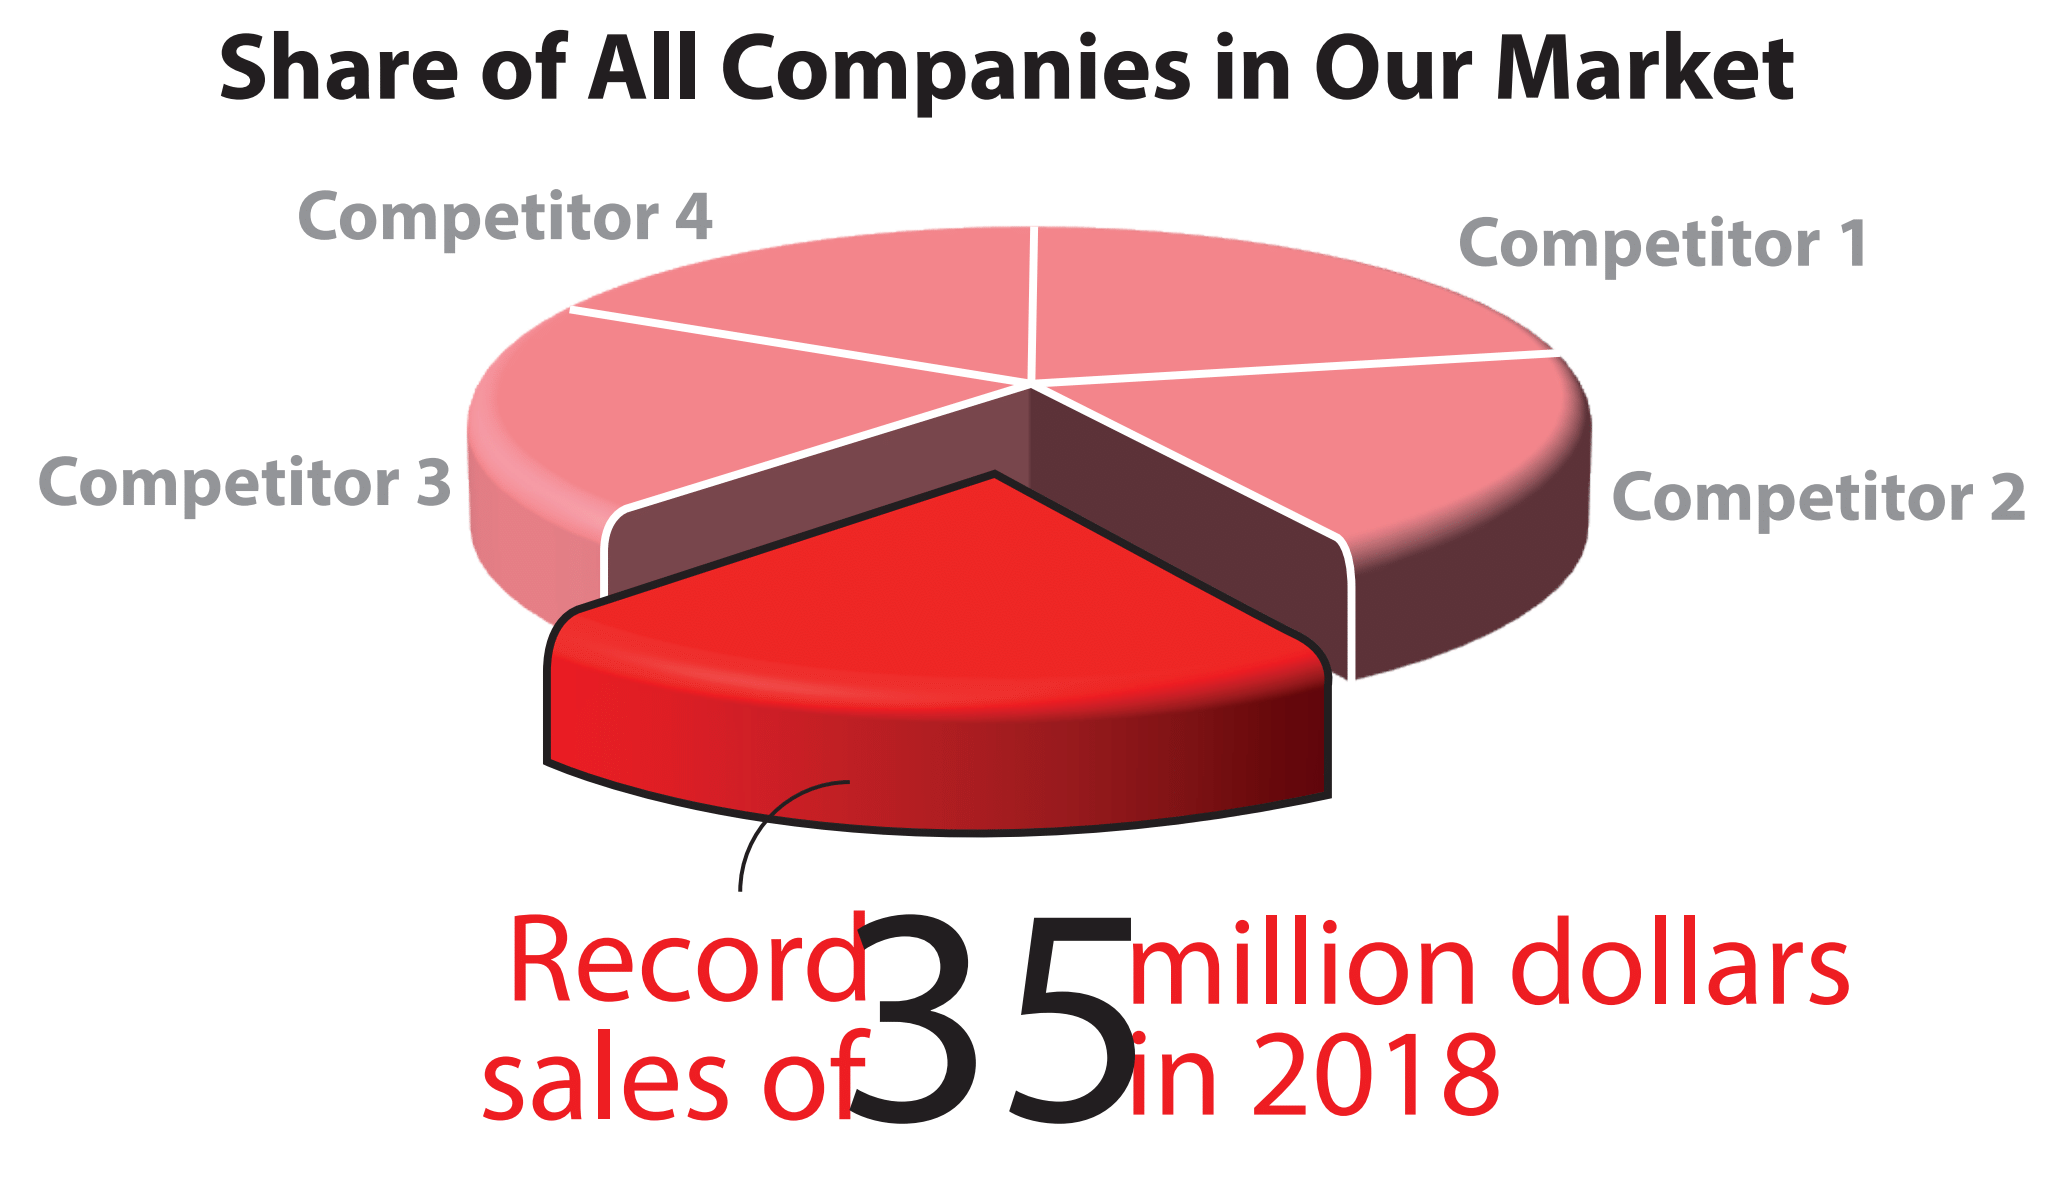 Share of All Companies in Our Market
Competitor 4
Competitor 1
Competitor 3
Competitor 2
Record sales of 35 million dollars in 2018